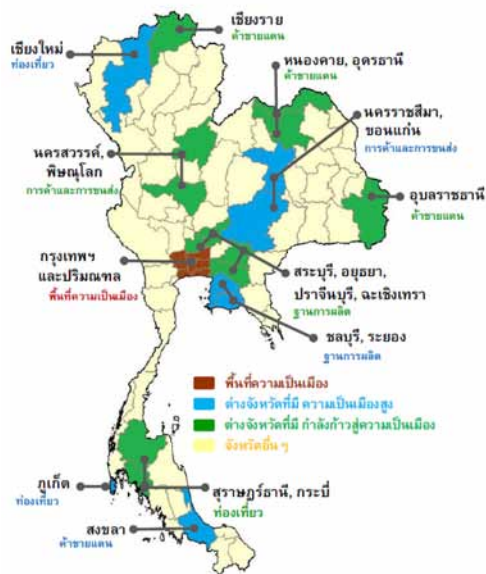 เชียงราย
ค้าชายแดน
เชียงใหม่
ท่องเที่ยว
หนองคาย, อุดรธานี
ค้าชายแดน
นครราชสีมา,
ขอนแก่น
การค้าและการขนส่ง
นครสวรรค์,
พิษณุโลก
การค้าและการขนส่ง
อุบลราชธานี
ค้าชายแดน
กรุงเทพฯ
และปริมณฑล
พื้นที่ความเป็นเมือง
สระบุรี, อยุธยา,
ปราจีนบุรี, ฉะเชิงเทรา
ฐานการผลิต
ชลบุรี, ระยอง
ฐานการผลิต
พื้นที่ความเป็นเมือง
ต่างจังหวัดที่มี ความเป็นเมืองสูง
ต่างจังหวัดที่มี กำลังก้าวสู่ความเป็นเมือง
จังหวัดอื่น ๆ
ภูเก็ต
ท่องเที่ยว
สุราษฎร์ธานี, กระบี่
ท่องเที่ยว
สงขลา
ค้าชายแดน